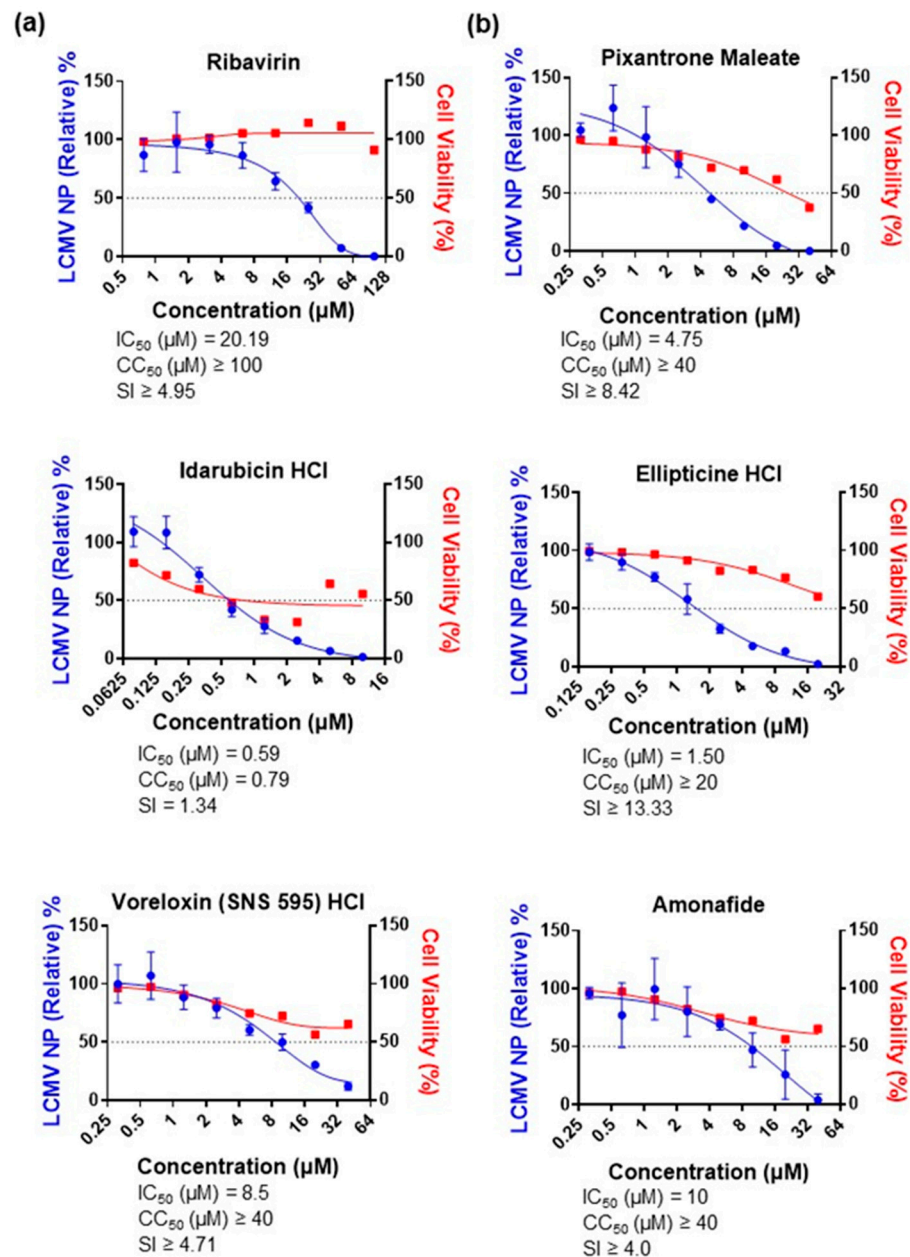 (a)
Ribavirin
LCMV NP (Relative) %
150
100
50
0
150
100
50
0
Cell Viability (%)
0.5 1 2 4 8 16 32 64 128
Concentration (µM)
IC50 (µM) = 20.19
CC50 (µM) ≥ 100
SI ≥ 4.95
(b)
Pixantrone Maleate
LCMV NP (Relative) %
150
100
50
0
150
100
50
0
Cell Viability (%)
0.25 0.5 1 2 4 8 16 32 64
Concentration (µM)
IC50 (µM) = 4.75
CC50 (µM) ≥ 40
SI ≥ 8.42
Idarubicin HCl
LCMV NP (Relative) %
150
100
50
0
150
100
50
0
Cell Viability (%)
0.0625 0.125 0.25 0.5 1 2 4 8 16
Concentration (µM)
IC50 (µM) = 0.59
CC50 (µM) = 0.79
SI = 1.34
Ellipticine HCl
LCMV NP (Relative) %
150
100
50
0
150
100
50
0
Cell Viability (%)
0.125 0.25 0.5 1 2 4 8 16 32
Concentration (µM)
IC50 (µM) = 1.50
CC50 (µM) ≥ 20
SI ≥ 13.33
Voreloxin (SNS 595) HCl
LCMV NP (Relative) %
150
100
50
0
150
100
50
0
Cell Viability (%)
0.25 0.5 1 2 4 8 16 32 64
Concentration (µM)
IC50 (µM) = 8.5
CC50 (µM) ≥ 40
SI ≥ 4.71
Amonafide
LCMV NP (Relative) %
150
100
50
0
150
100
50
0
Cell Viability (%)
0.25 0.5 1 2 4 8 16 32 64
Concentration (µM)
IC50 (µM) = 10
CC50 (µM) ≥ 40
SI ≥ 4.0